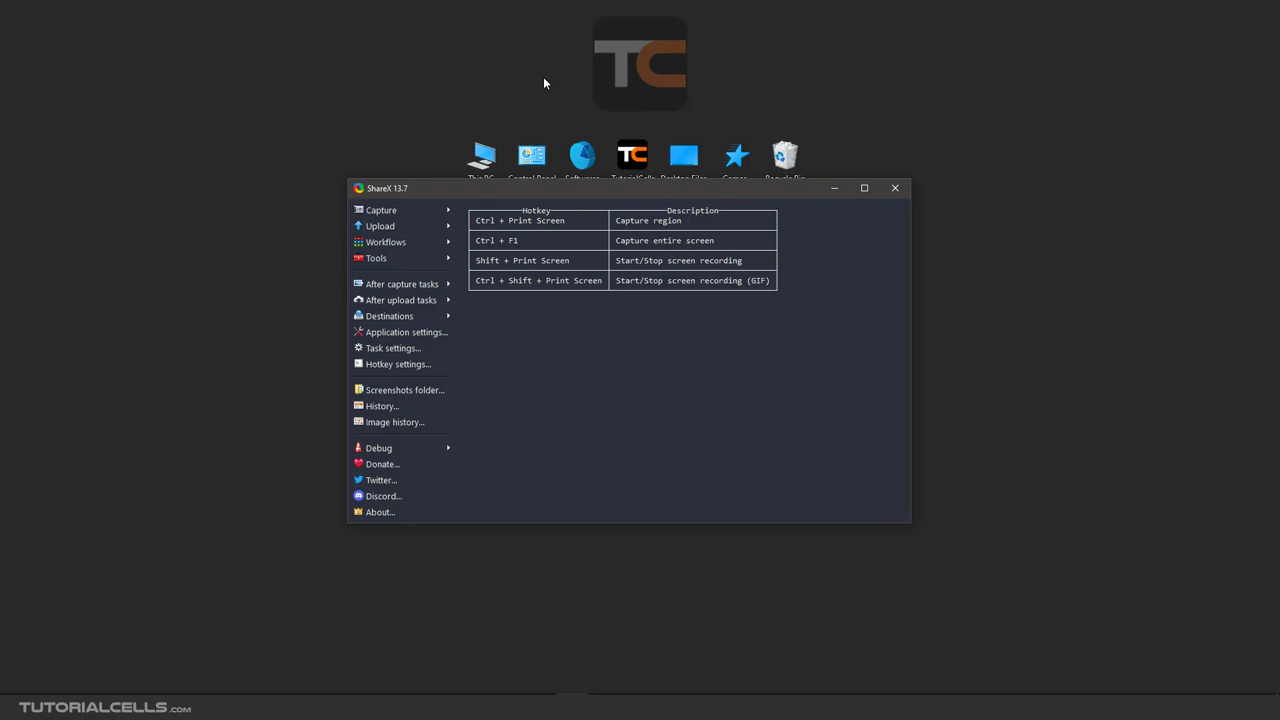 TC
TC
ShareX 13.7
Capture
Upload
Workflows
Tools
After capture tasks
After upload tasks
Destinations
Application settings...
Task settings...
Hotkey settings...
Screenshots folder...
History...
Image history...
Debug
Donate...
Twitter...
Discord...
About...
Hotkey Description
Ctrl + Print Screen Capture region
Ctrl + F1 Capture entire screen
Shift + Print Screen Start/Stop screen recording
Ctrl + Shift + Print Screen Start/Stop screen recording (GIF)
TUTORIALCELLS.com